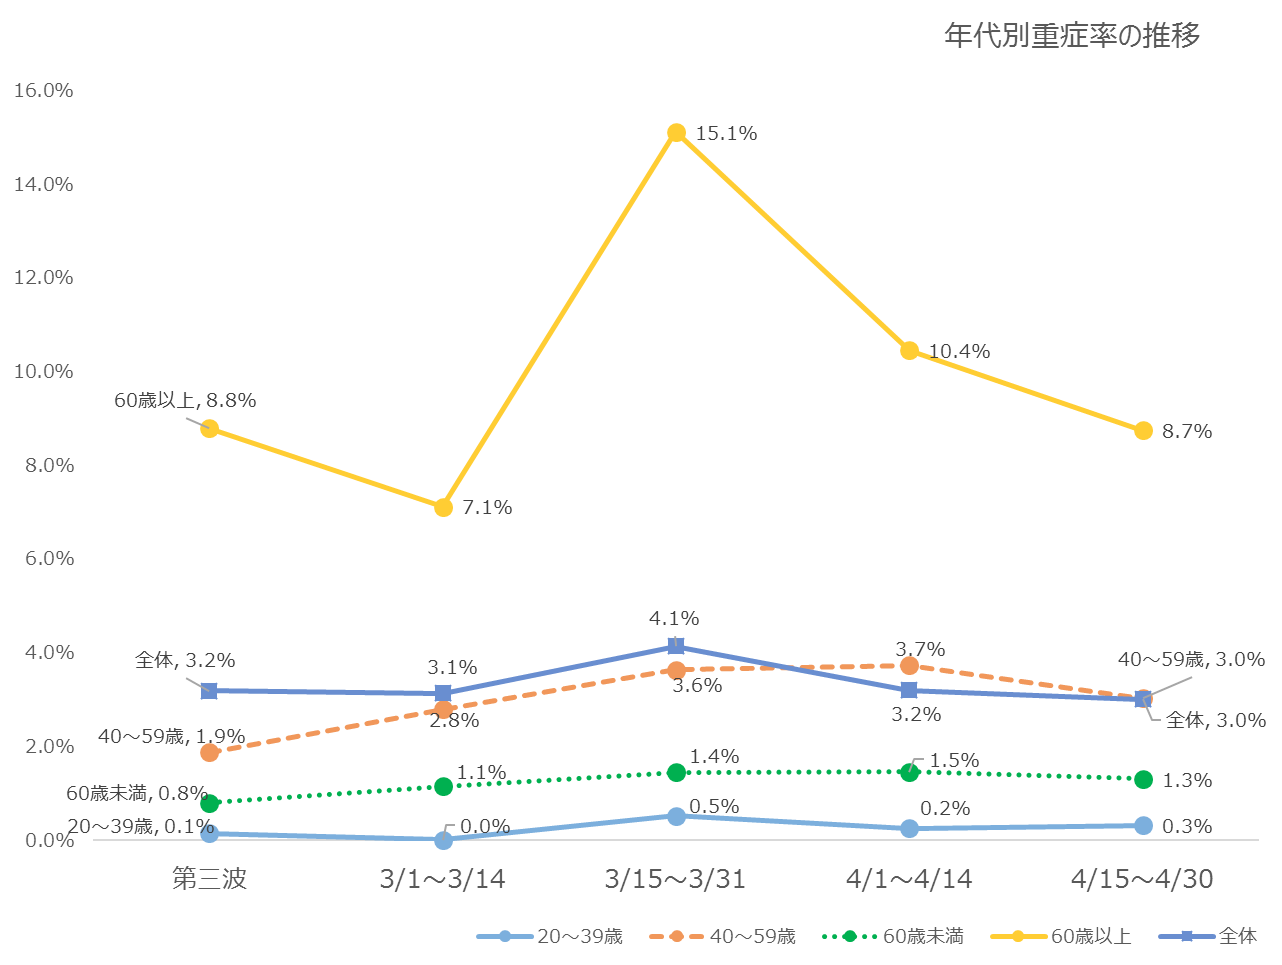 年代別重症率の推移
16.0%
14.0%
12.0%
10.0%
8.0%
6.0%
4.0%
2.0%
0.0%
60歳以上, 8.8%
7.1%
15.1%
10.4%
8.7%
全体, 3.2%
3.1%
4.1%
3.2%
全体, 3.0%
40～59歳, 1.9%
2.8%
3.6%
3.7%
40～59歳, 3.0%
60歳未満, 0.8%
1.1%
1.4%
1.5%
1.3%
20～39歳, 0.1%
0.0%
0.5%
0.2%
0.3%
第三波 3/1～3/14 3/15～3/31 4/1～4/14 4/15～4/30
20～39歳 40～59歳 60歳未満 60歳以上 全体